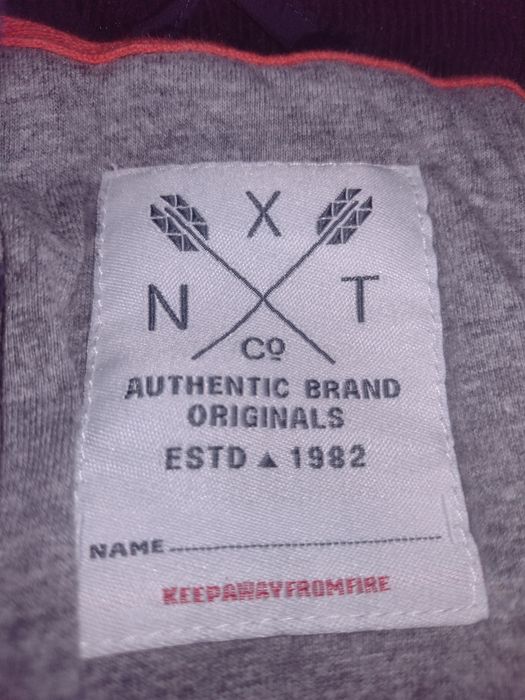 X
N T
Cº
AUTHENTIC BRAND
ORIGINALS
ESTD ▲ 1982
NAME
KEEPAWAYFROMFIRE